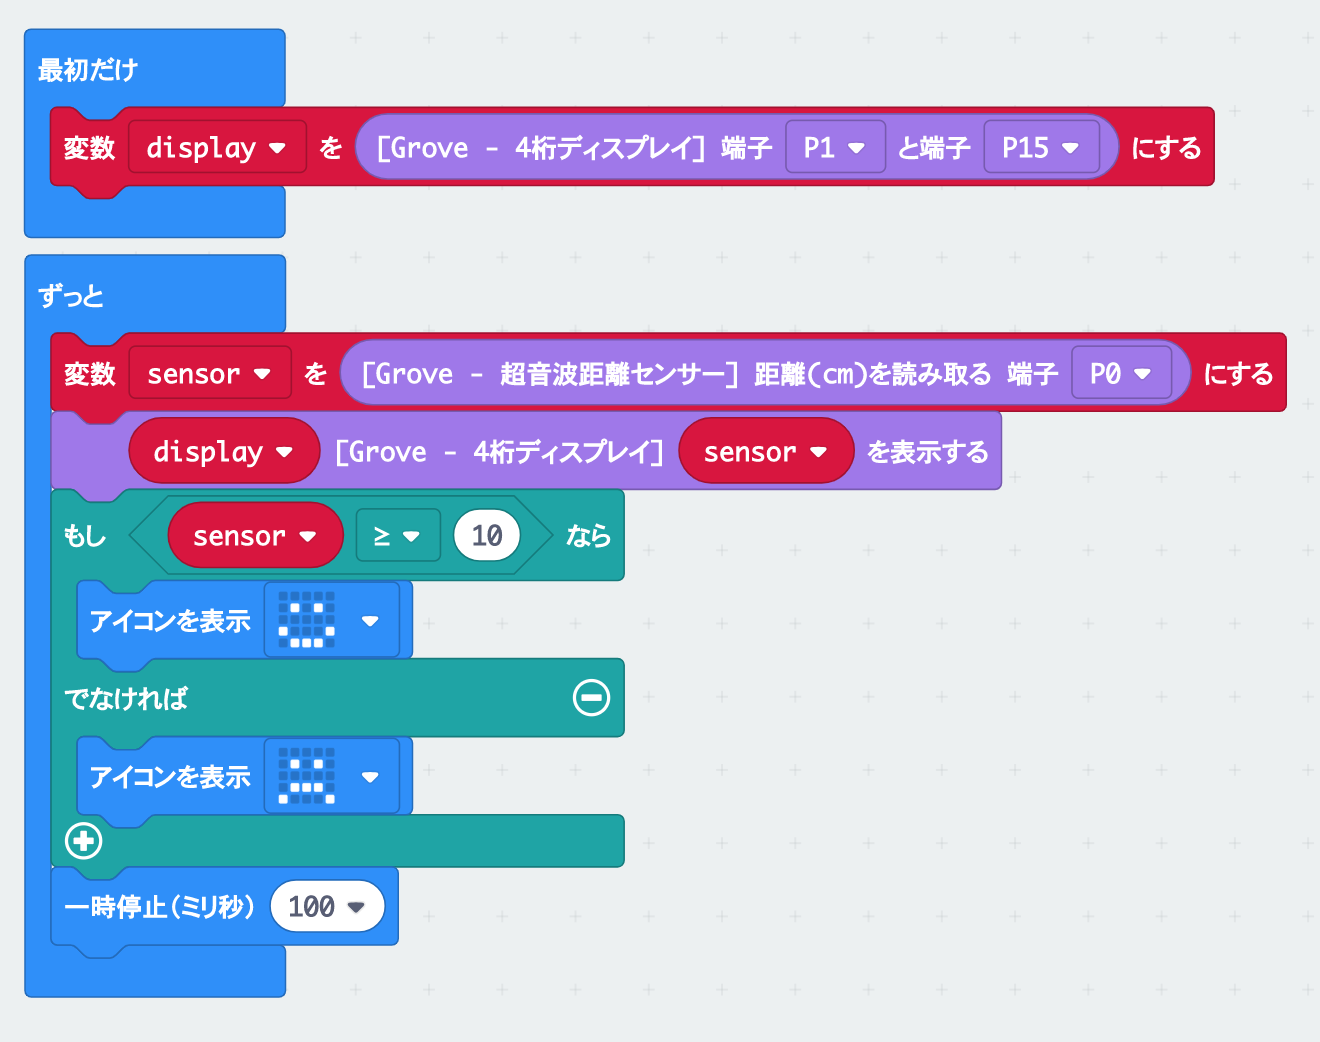 最初だけ
変数 display を [Grove - 4桁ディスプレイ] 端子 P1 と端子 P15 にする
ずっと
変数 sensor を [Grove - 超音波距離センサー] 距離(cm)を読み取る 端子 P0 にする
display [Grove - 4桁ディスプレイ] sensor を表示する
もし sensor ≥ 10 なら
アイコンを表示
でなければ
アイコンを表示
一時停止(ミリ秒) 100